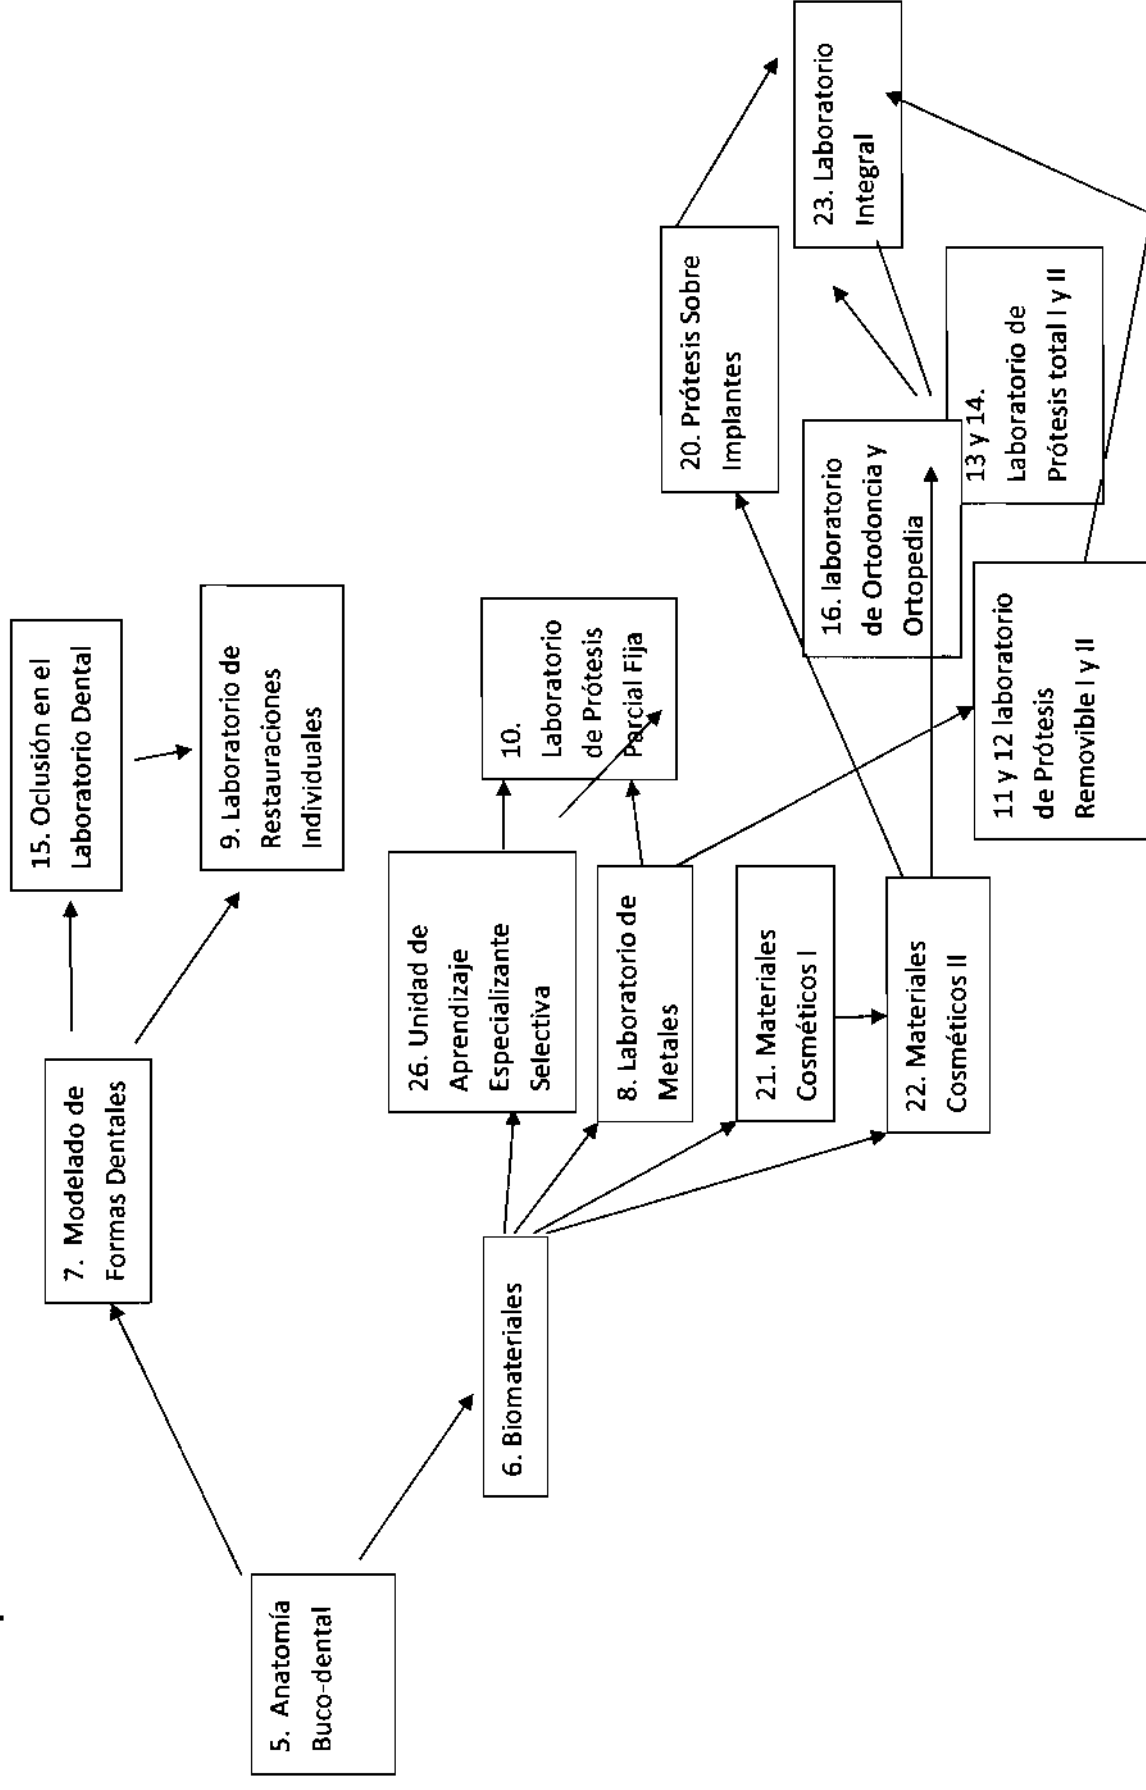 5. Anatomía
Buco-dental
7. Modelado de
Formas Dentales
6. Biomateriales
15. Oclusión en el
Laboratorio Dental
9. Laboratorio de
Restauraciones
Individuales
26. Unidad de
Aprendizaje
Especializante
Selectiva
8. Laboratorio de
Metales
21. Materiales
Cosméticos I
22. Materiales
Cosméticos II
10.
Laboratorio
de Prótesis
Parcial Fija
11 y 12 laboratorio
de Prótesis
Removible I y II
16. laboratorio
de Ortodoncia y
Ortopedia
13 y 14.
Laboratorio de
Prótesis total I y II
20. Prótesis Sobre
Implantes
23. Laboratorio
Integral